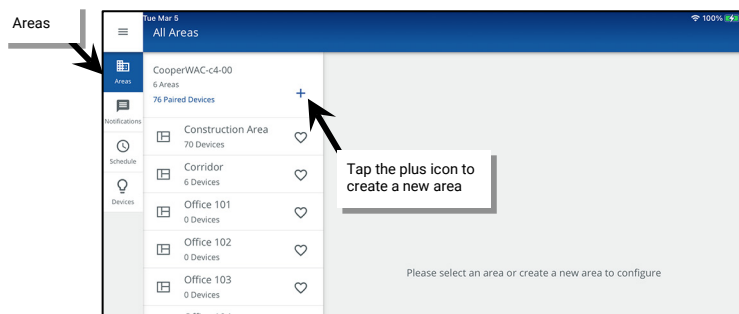 Areas
Tue Mar 5
100%
All Areas
Areas
Notifications
Schedule
Devices
CooperWAC-c4-00
6 Areas
76 Paired Devices
Construction Area
70 Devices
Corridor
6 Devices
Office 101
0 Devices
Office 102
0 Devices
Office 103
0 Devices
Tap the plus icon to
create a new area
Please select an area or create a new area to configure